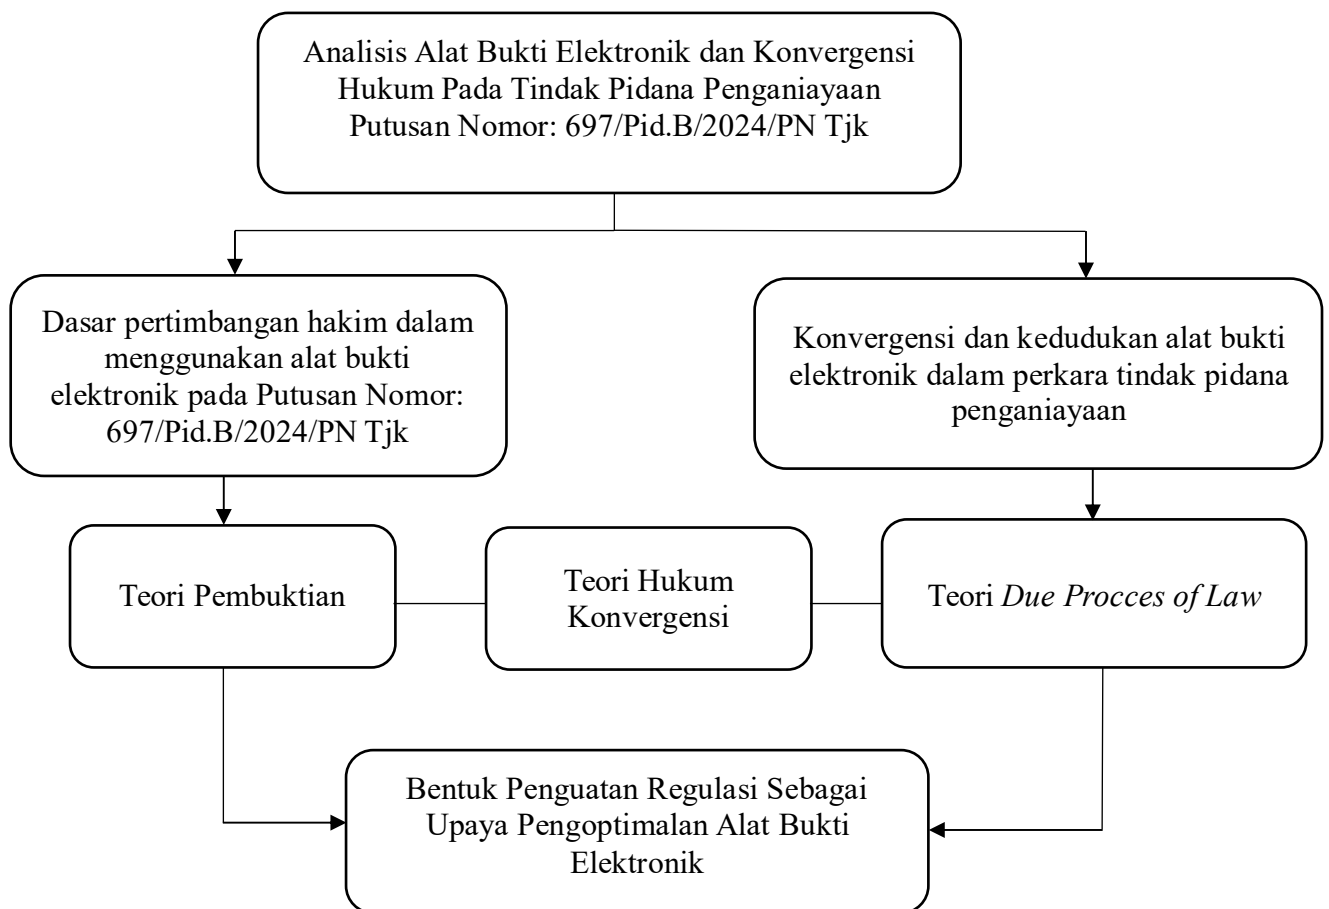 Analisis Alat Bukti Elektronik dan Konvergensi
Hukum Pada Tindak Pidana Penganiayaan
Putusan Nomor: 697/Pid.B/2024/PN Tjk
Dasar pertimbangan hakim dalam
menggunakan alat bukti
elektronik pada Putusan Nomor:
697/Pid.B/2024/PN Tjk
Konvergensi dan kedudukan alat bukti
elektronik dalam perkara tindak pidana
penganiayaan
Teori Pembuktian
Teori Hukum
Konvergensi
Teori Due Procces of Law
Bentuk Penguatan Regulasi Sebagai
Upaya Pengoptimalan Alat Bukti
Elektronik